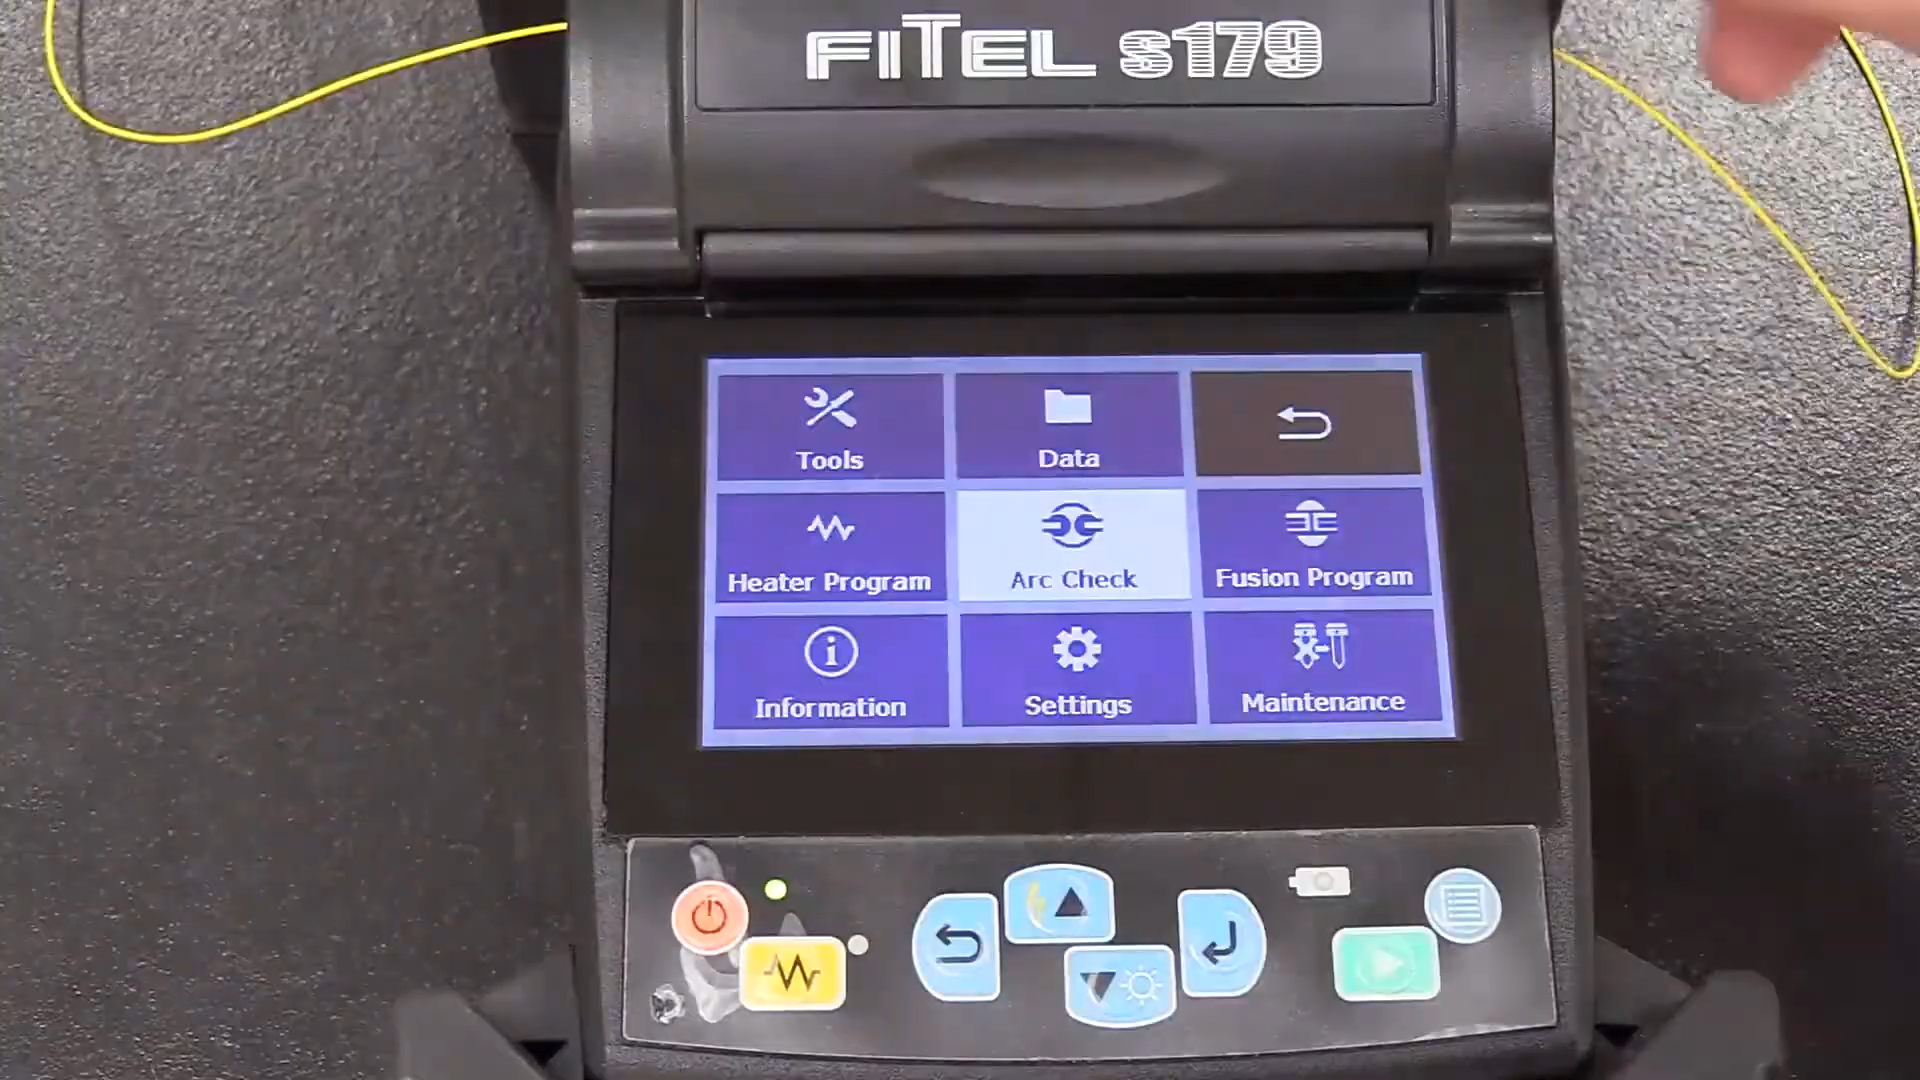 FiTEL s179
Tools
Data
Heater Program
Arc Check
Fusion Program
Information
Settings
Maintenance